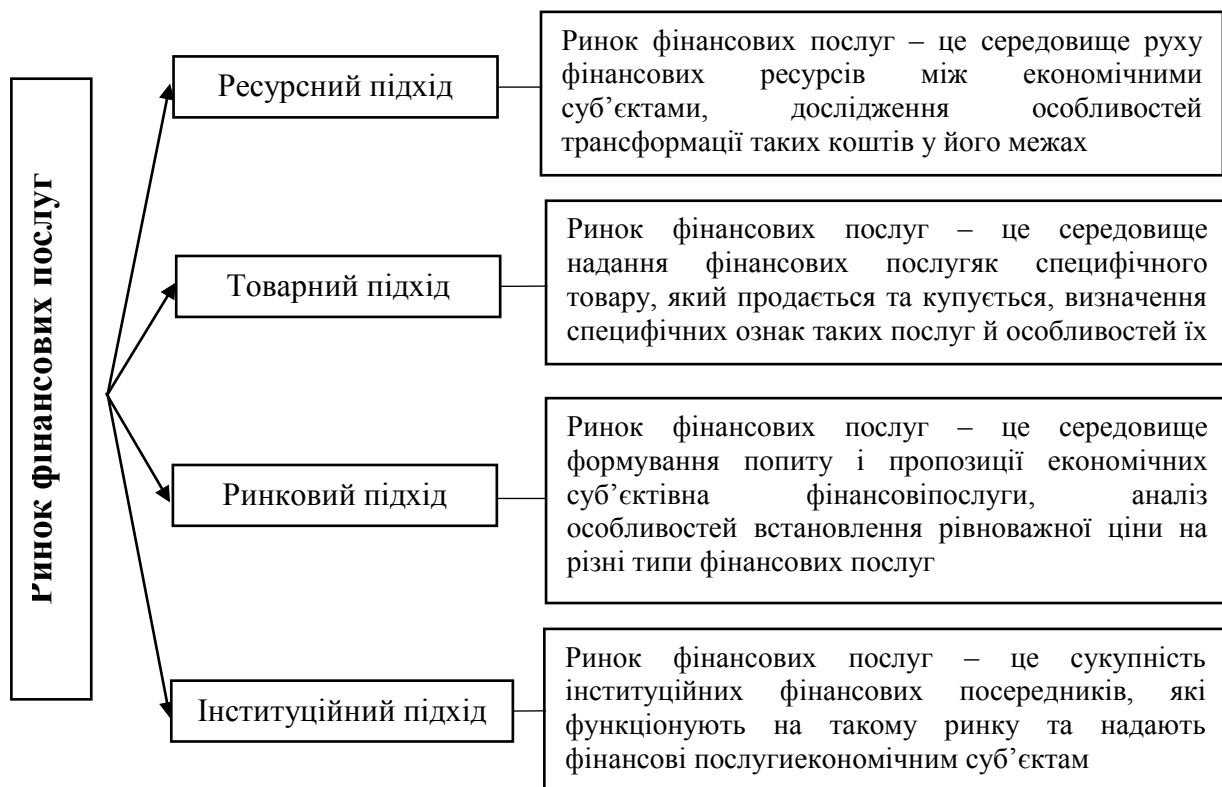 Ринок фінансових послуг
Ресурсний підхід
Ринок фінансових послуг – це середовище руху
фінансових ресурсів між економічними
суб’єктами, дослідження особливостей
трансформації таких коштів у його межах
Товарний підхід
Ринок фінансових послуг – це середовище
надання фінансових послугяк специфічного
товару, який продається та купується, визначення
специфічних ознак таких послуг й особливостей їх
Ринковий підхід
Ринок фінансових послуг – це середовище
формування попиту і пропозиції економічних
суб’єктівна фінансовіпослуги, аналіз
особливостей встановлення рівноважної ціни на
різні типи фінансових послуг
Інституційний підхід
Ринок фінансових послуг – це сукупність
інституційних фінансових посередників, які
функціонують на такому ринку та надають
фінансові послугиекономічним суб’єктам